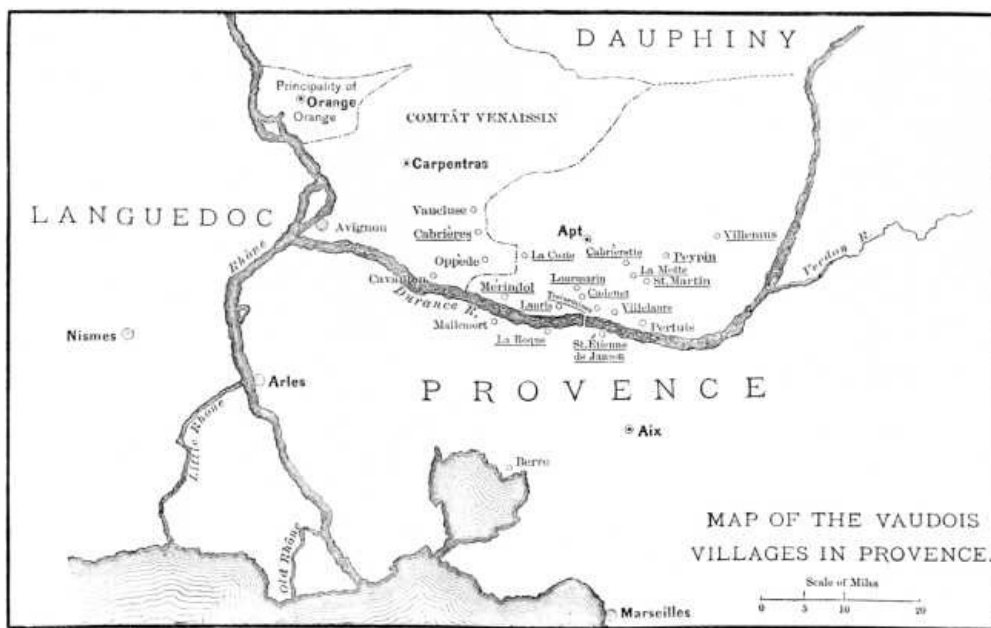 DAUPHINY
Principality of
Orange
Orange
COMTÂT VENAISSIN
Carpentras
LANGUEDOC
Vaucluse
Avignon
Cabrières
Apt
Villemus
Rhône
Oppède
La Coste
Cabriérette
Peypin
Verdon R.
Cavaillon
La Motte
St. Martin
Lourmarin
Mérindol
Cadenet
Durance R.
Lauris
Villelaure
Nismes
Mallemort
Pertuis
La Roque
St. Étienne
de Janson
Arles
PROVENCE
Little Rhône
Aix
Berre
Old Rhône
MAP OF THE VAUDOIS
VILLAGES IN PROVENCE.
Scale of Miles
0 5 10 20
Marseilles